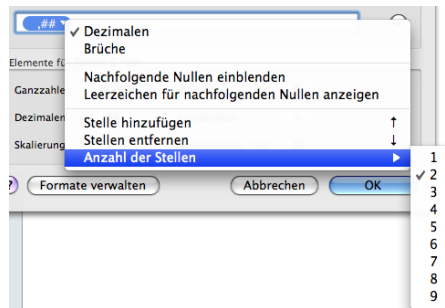 ,##
✓ Dezimalen
Brüche
Elemente fü
Nachfolgende Nullen einblenden
Ganzzahle
Leerzeichen für nachfolgenden Nullen anzeigen
Dezimalen
Stelle hinzufügen ↑
Stellen entfernen ↓
Skalierung
Anzahl der Stellen ▶
1
✓ 2
3
4
5
6
7
8
9
? Formate verwalten Abbrechen OK